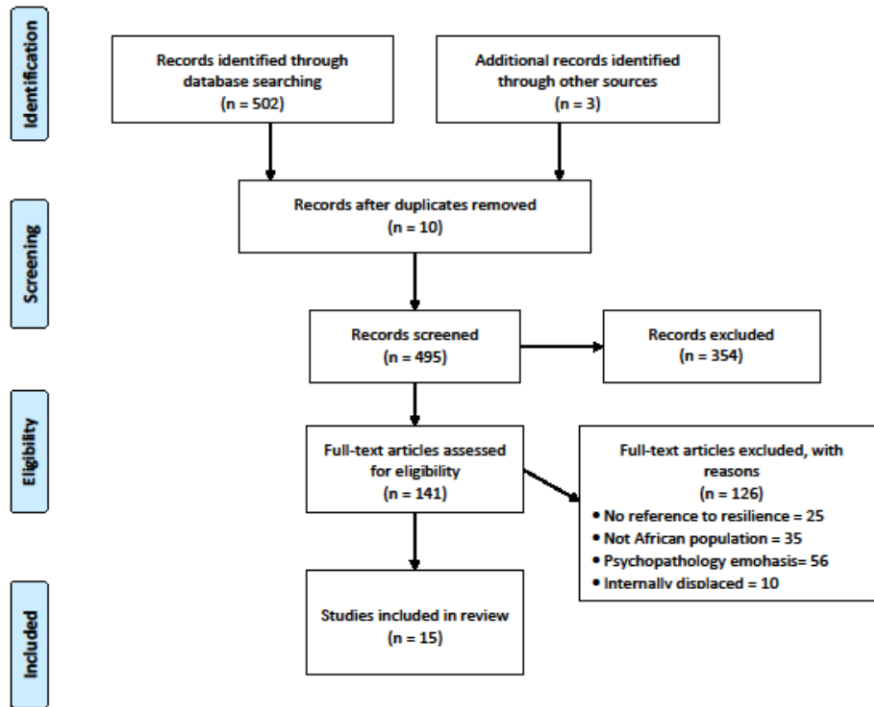 Identification
Records identified through
database searching
(n = 502)
Additional records identified
through other sources
(n = 3)
Screening
Records after duplicates removed
(n = 10)
Records screened
(n = 495)
Records excluded
(n = 354)
Eligibility
Full-text articles assessed
for eligibility
(n = 141)
Full-text articles excluded, with
reasons
(n = 126)
• No reference to resilience = 25
• Not African population = 35
• Psychopathology emohasis= 56
• Internally displaced = 10
Included
Studies included in review
(n = 15)